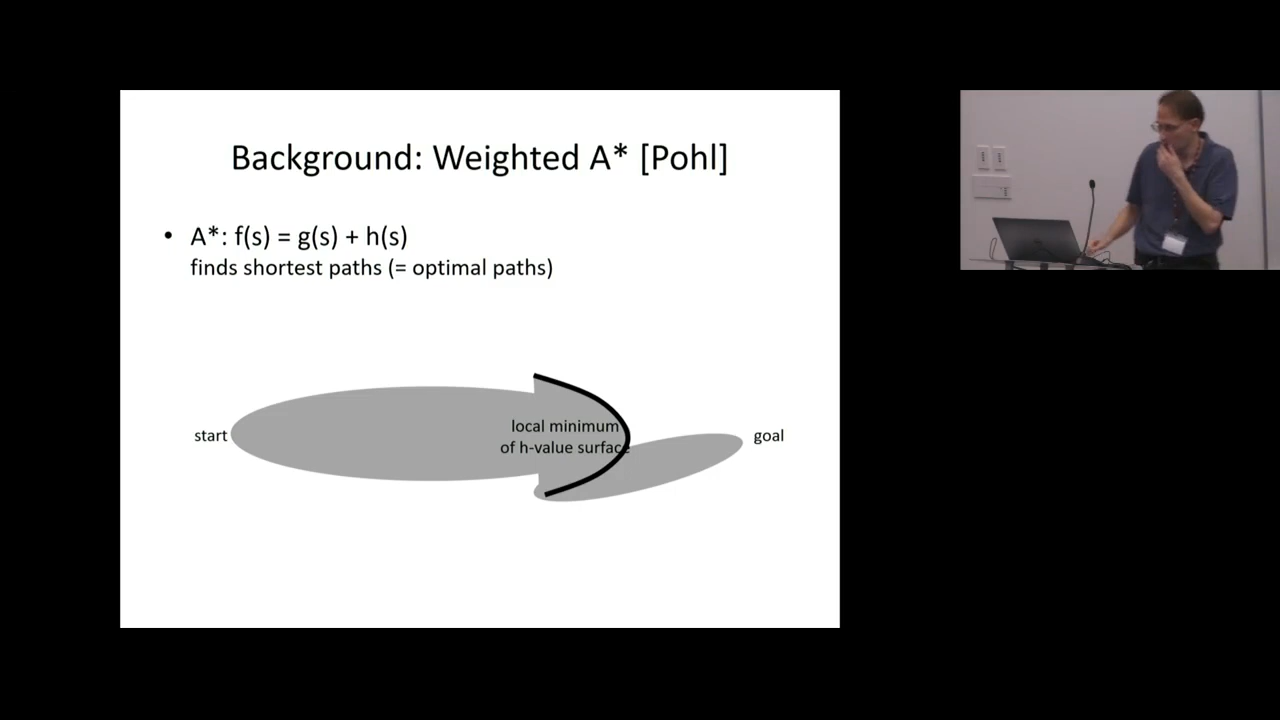 Background: Weighted A* [Pohl]
• A*: f(s) = g(s) + h(s)
finds shortest paths (= optimal paths)
local minimum
start
goal
of h-value surface